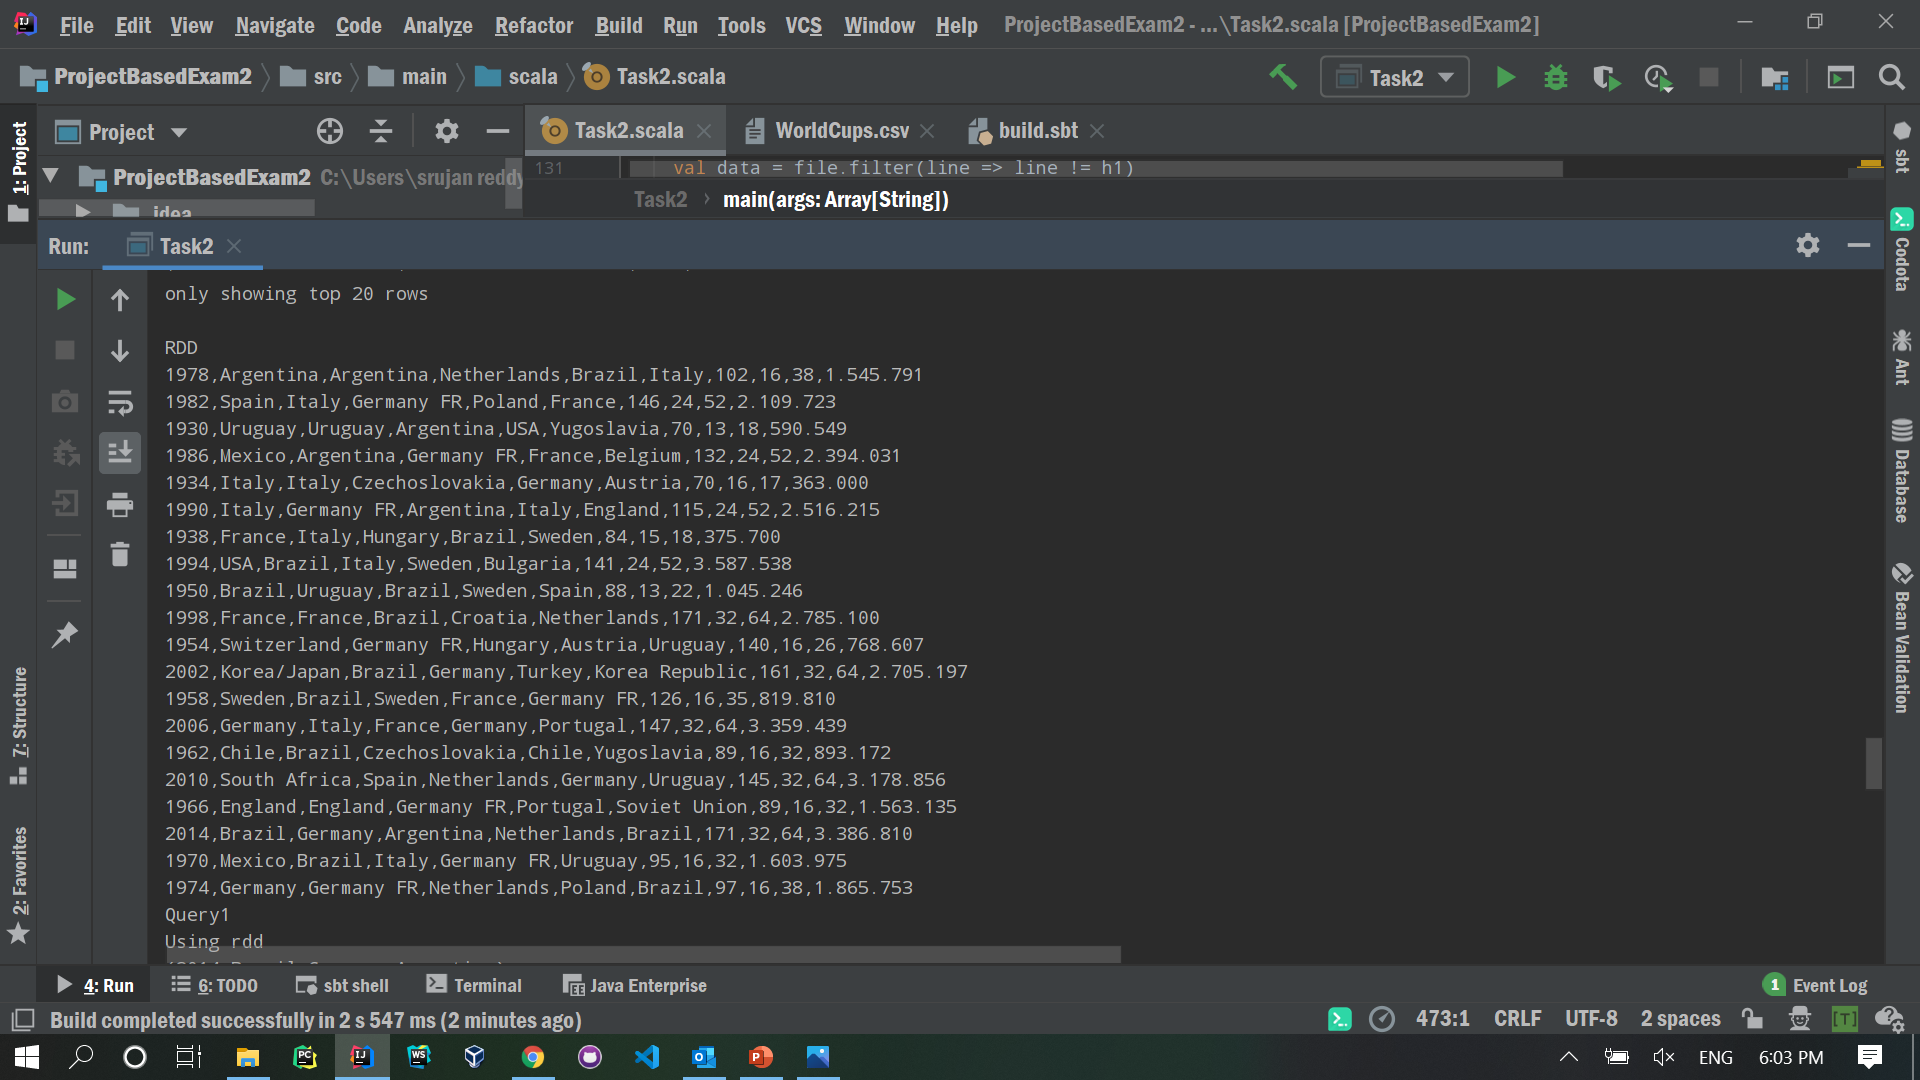 File Edit View Navigate Code Analyze Refactor Build Run Tools VCS Window Help ProjectBasedExam2 - ...\Task2.scala [ProjectBasedExam2]
ProjectBasedExam2 src main scala Task2.scala Task2
Project Task2.scala WorldCups.csv build.sbt
131 val data = file.filter(line => line != h1)
ProjectBasedExam2 C:\Users\srujan reddy
Task2 › main(args: Array[String])
idea
Run: Task2
only showing top 20 rows
RDD
1978,Argentina,Argentina,Netherlands,Brazil,Italy,102,16,38,1.545.791
1982,Spain,Italy,Germany FR,Poland,France,146,24,52,2.109.723
1930,Uruguay,Uruguay,Argentina,USA,Yugoslavia,70,13,18,590.549
1986,Mexico,Argentina,Germany FR,France,Belgium,132,24,52,2.394.031
1934,Italy,Italy,Czechoslovakia,Germany,Austria,70,16,17,363.000
1990,Italy,Germany FR,Argentina,Italy,England,115,24,52,2.516.215
1938,France,Italy,Hungary,Brazil,Sweden,84,15,18,375.700
1994,USA,Brazil,Italy,Sweden,Bulgaria,141,24,52,3.587.538
1950,Brazil,Uruguay,Brazil,Sweden,Spain,88,13,22,1.045.246
1998,France,France,Brazil,Croatia,Netherlands,171,32,64,2.785.100
1954,Switzerland,Germany FR,Hungary,Austria,Uruguay,140,16,26,768.607
2002,Korea/Japan,Brazil,Germany,Turkey,Korea Republic,161,32,64,2.705.197
1958,Sweden,Brazil,Sweden,France,Germany FR,126,16,35,819.810
2006,Germany,Italy,France,Germany,Portugal,147,32,64,3.359.439
1962,Chile,Brazil,Czechoslovakia,Chile,Yugoslavia,89,16,32,893.172
2010,South Africa,Spain,Netherlands,Germany,Uruguay,145,32,64,3.178.856
1966,England,England,Germany FR,Portugal,Soviet Union,89,16,32,1.563.135
2014,Brazil,Germany,Argentina,Netherlands,Brazil,171,32,64,3.386.810
1970,Mexico,Brazil,Italy,Germany FR,Uruguay,95,16,32,1.603.975
1974,Germany,Germany FR,Netherlands,Poland,Brazil,97,16,38,1.865.753
Query1
Using rdd
1: Project
7: Structure
2: Favorites
sbt
Codota
Ant
Database
Bean Validation
4: Run 6: TODO sbt shell Terminal Java Enterprise 1 Event Log
Build completed successfully in 2 s 547 ms (2 minutes ago) 473:1 CRLF UTF-8 2 spaces [T]
ENG 6:03 PM